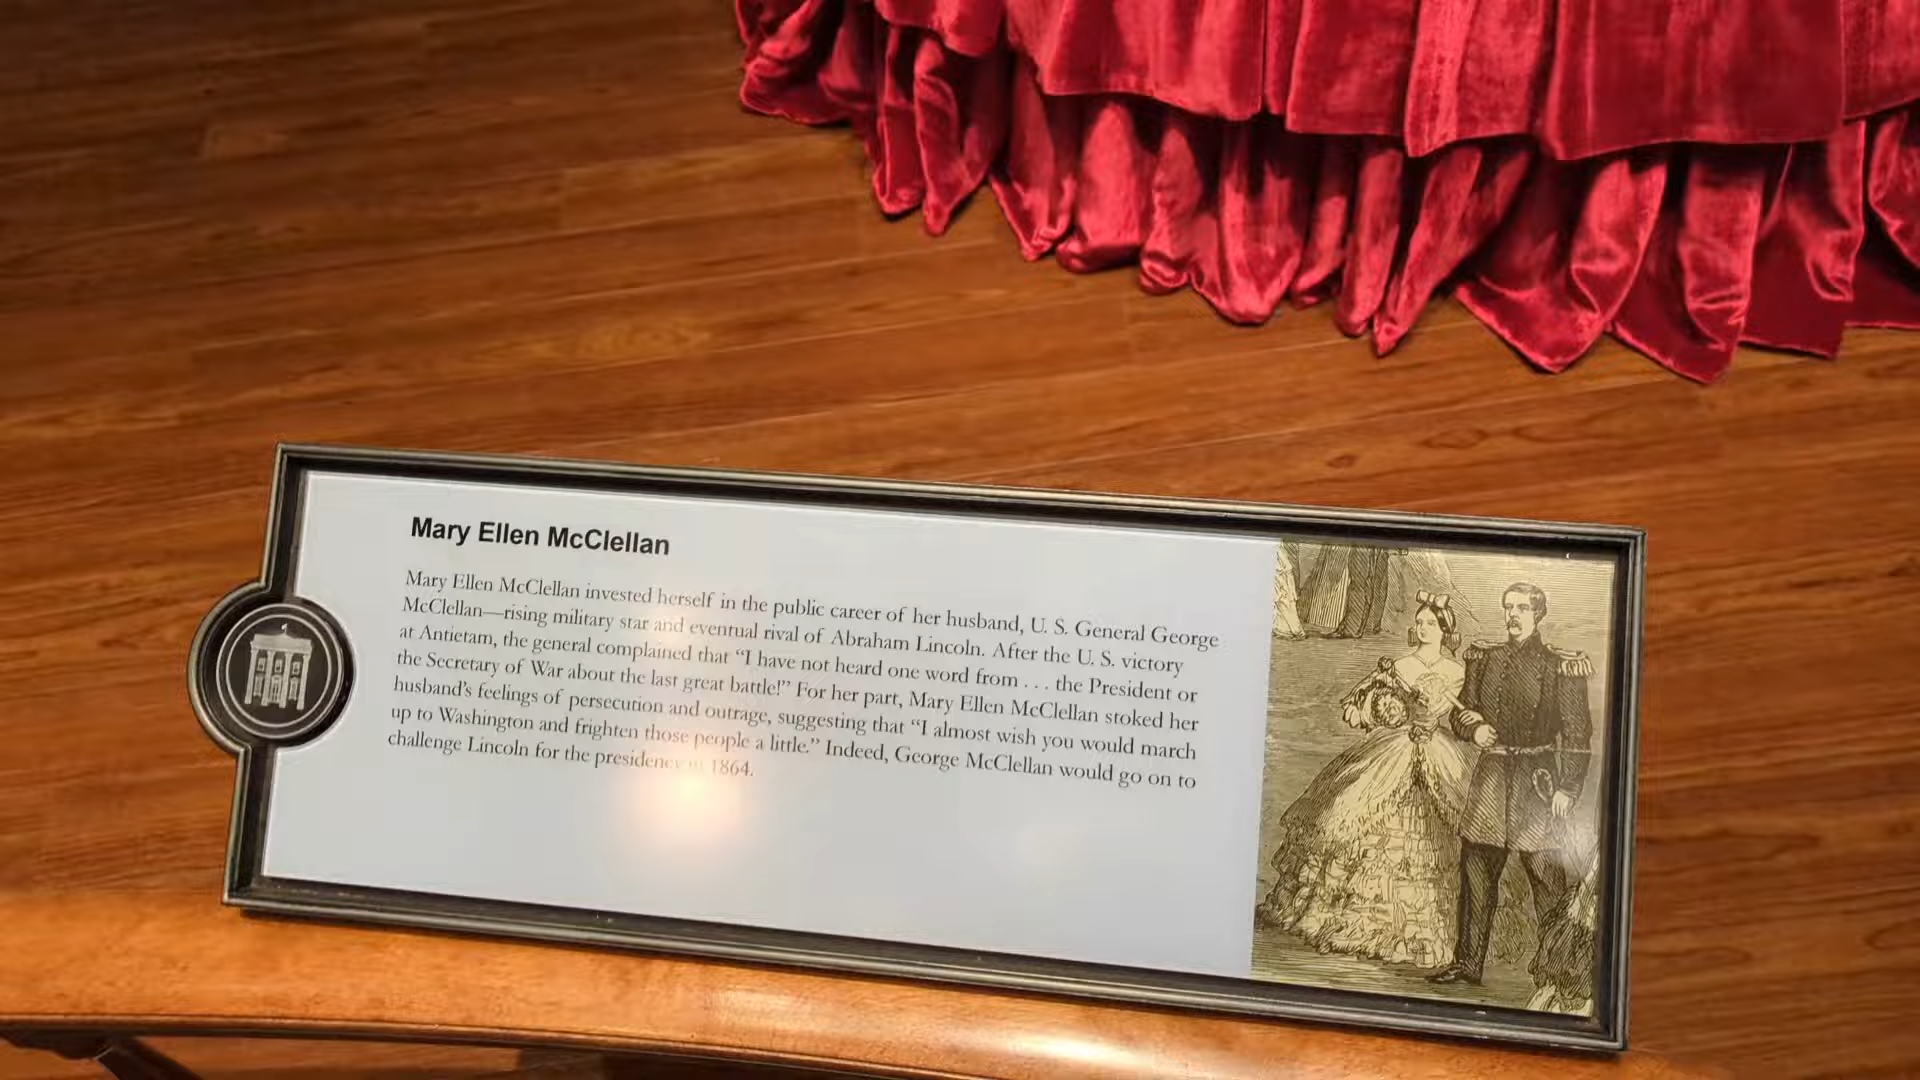 Mary Ellen McClellan
Mary Ellen McClellan invested herself in the public career of her husband, U. S. General George
McClellan—rising military star and eventual rival of Abraham Lincoln. After the U. S. victory
at Antietam, the general complained that “I have not heard one word from . . . the President or
the Secretary of War about the last great battle!” For her part, Mary Ellen McClellan stoked her
husband’s feelings of persecution and outrage, suggesting that “I almost wish you would march
up to Washington and frighten those people a little.” Indeed, George McClellan would go on to
challenge Lincoln for the presidency in 1864.